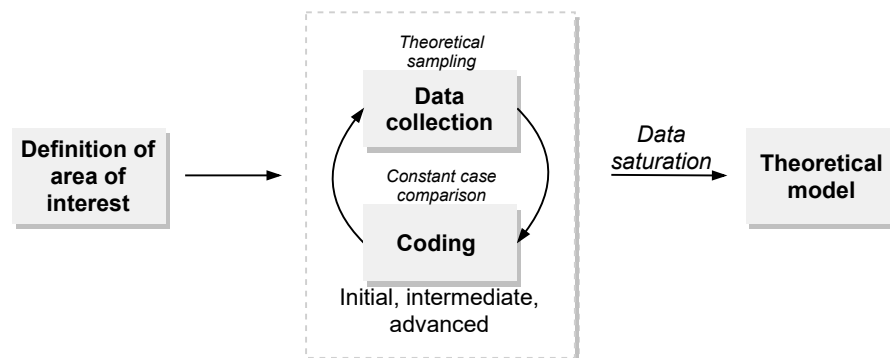 Definition of
area of
interest
Theoretical
sampling
Data
collection
Constant case
comparison
Coding
Initial, intermediate,
advanced
Data
saturation
Theoretical
model